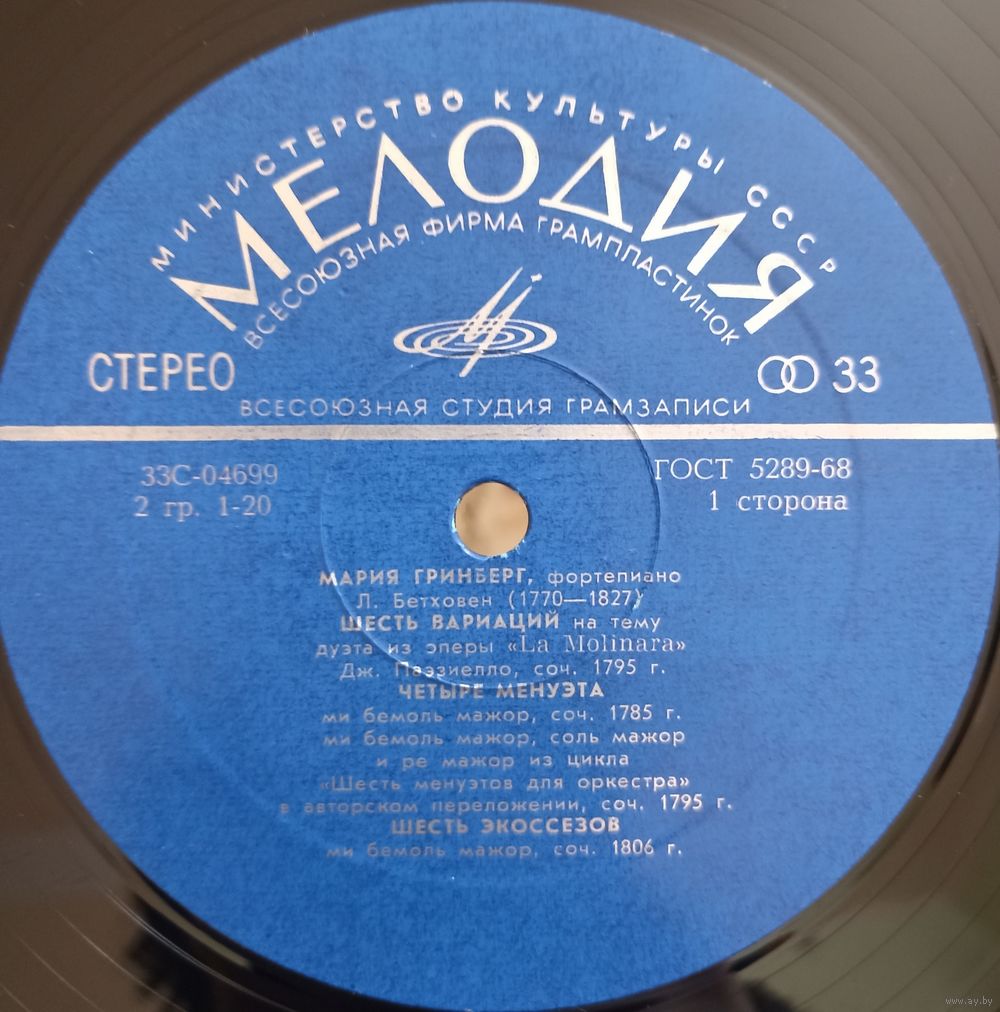 МИНИСТЕРСТВО КУЛЬТУРЫ СССР
МЕЛОДИЯ
ВСЕСОЮЗНАЯ ФИРМА ГРАМПЛАСТИНОК
СТЕРЕО
33
ВСЕСОЮЗНАЯ СТУДИЯ ГРАМЗАПИСИ
33С-04699
ГОСТ 5289-68
2 гр. 1-20
1 сторона
МАРИЯ ГРИНБЕРГ, фортепиано
Л. Бетховен (1770—1827)
ШЕСТЬ ВАРИАЦИЙ на тему
дуэта из оперы «La Molinara»
Дж. Паэзиелло, соч. 1795 г.
ЧЕТЫРЕ МЕНУЭТА
ми бемоль мажор, соч. 1785 г.
ми бемоль мажор, соль мажор
и ре мажор из цикла
«Шесть менуэтов для оркестра»
в авторском переложении, соч. 1795 г.
ШЕСТЬ ЭКОССЕЗОВ
ми бемоль мажор, соч. 1806 г.
www.ay.by